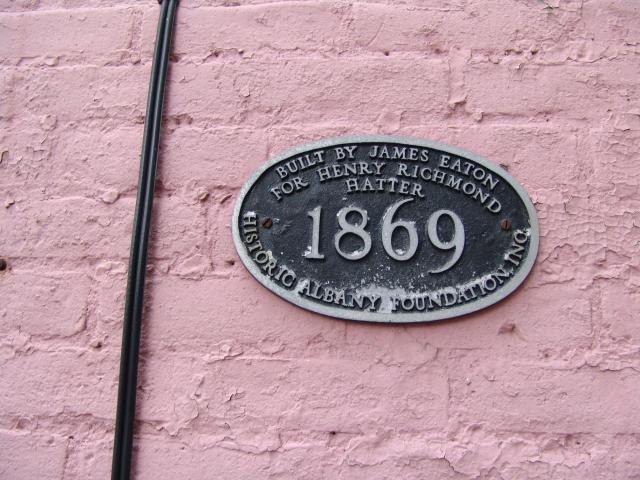 BUILT BY JAMES EATON
FOR HENRY RICHMOND
HATTER
1869
HISTORIC ALBANY FOUNDATION, INC.